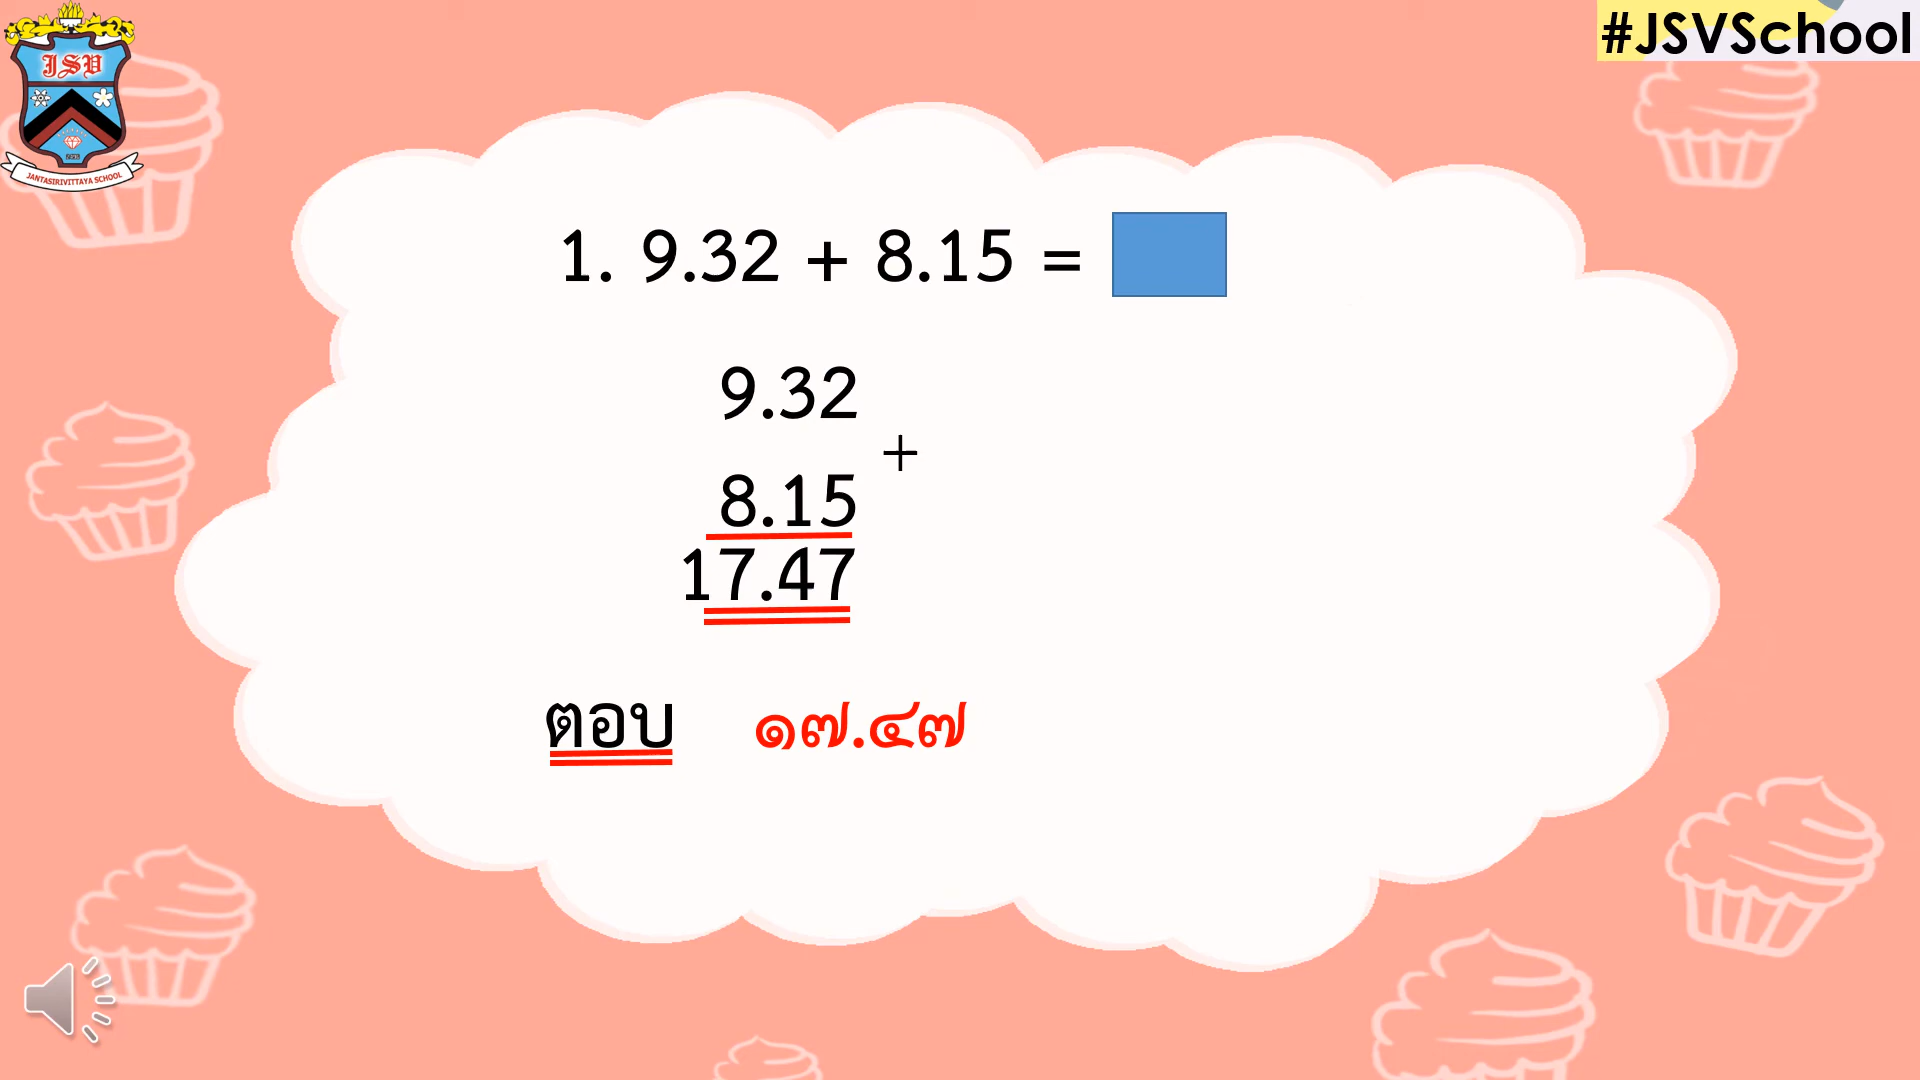 JSV
JANTASIRIVITTAYA SCHOOL
#JSVSchool
1. 9.32 + 8.15 =
9.32
+
8.15
17.47
ตอบ ๑๗.๔๗